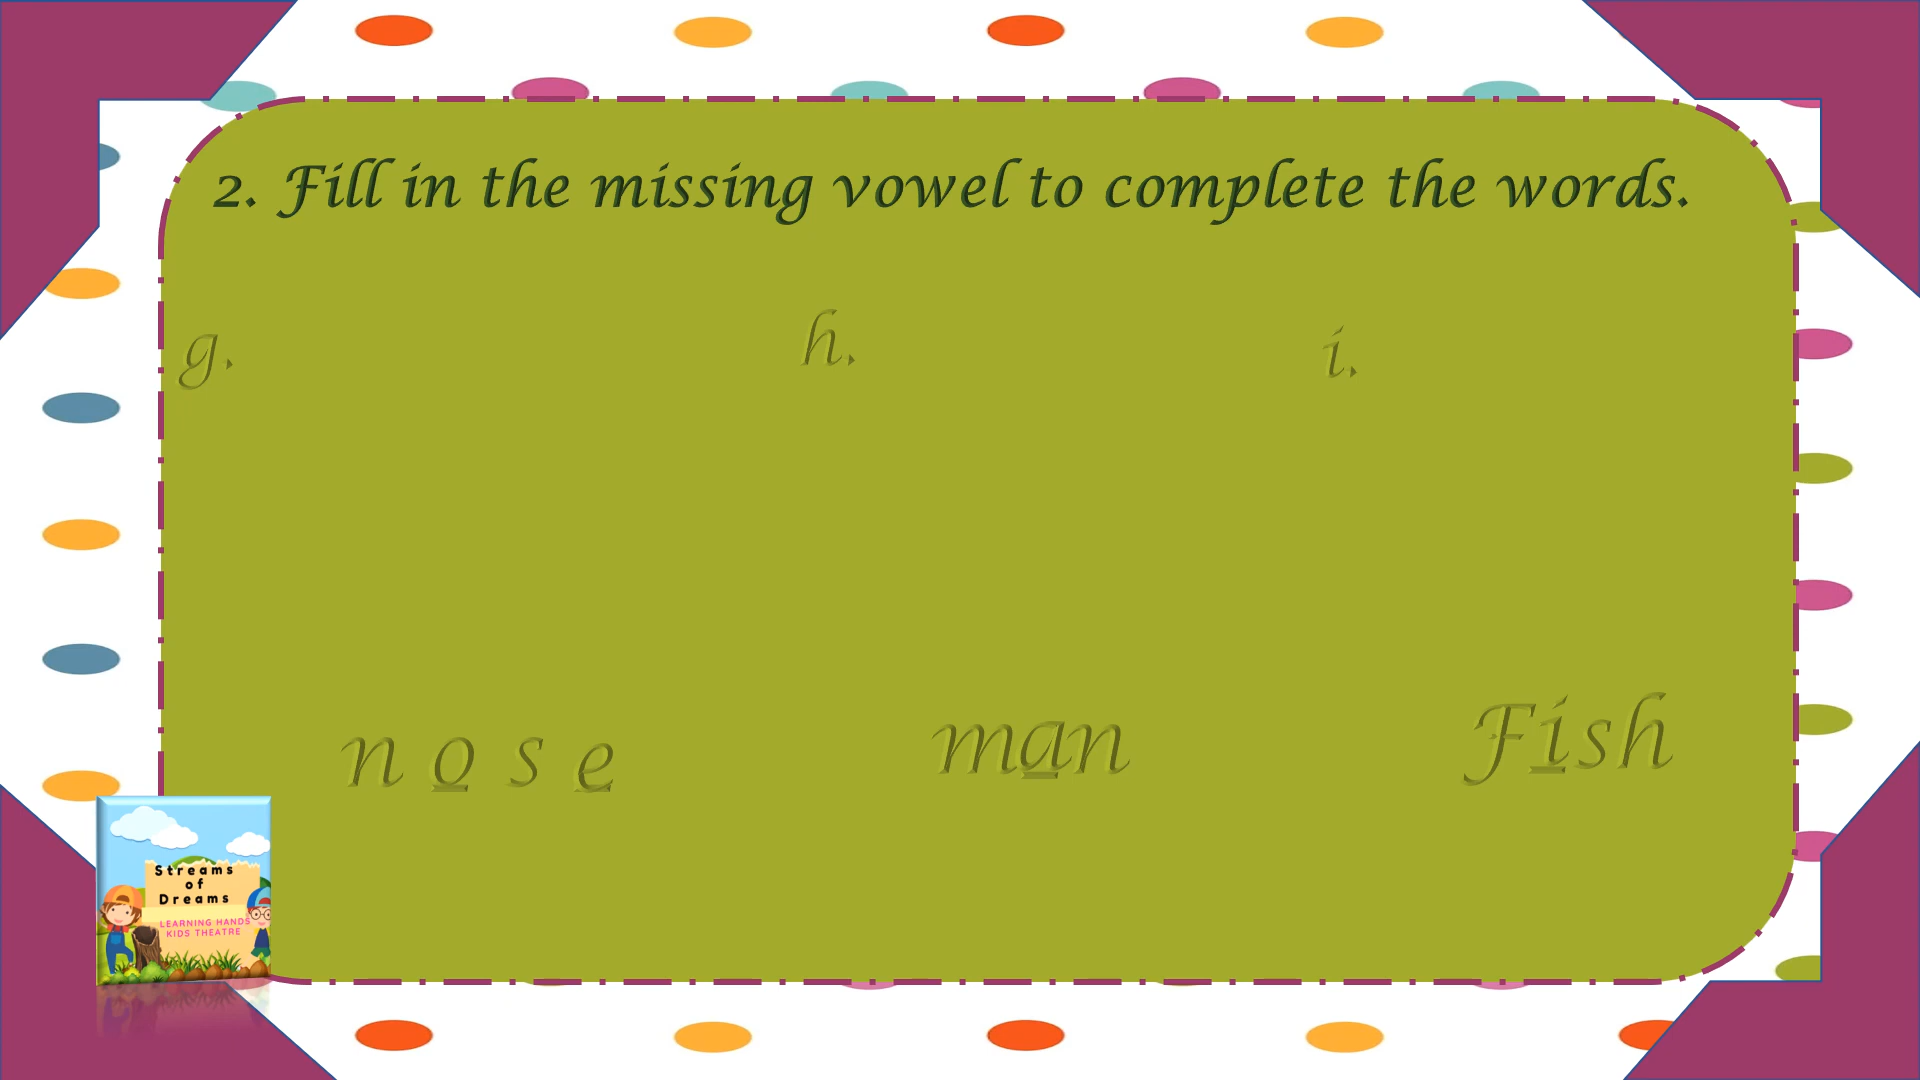 2. Fill in the missing vowel to complete the words.
g.
h.
i.
n o s e
man
Fish
Streams
of
Dreams
LEARNING HANDS
KIDS THEATRE